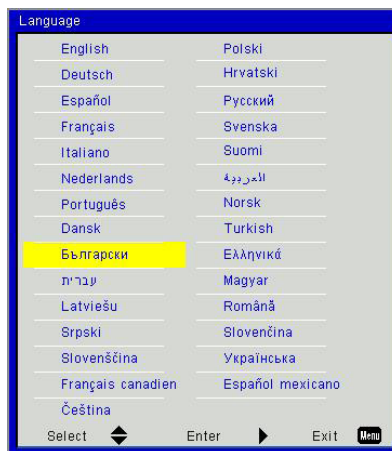 Language
English
Deutsch
Español
Français
Italiano
Nederlands
Português
Dansk
Български
עברית
Latviešu
Srpski
Slovenščina
Français canadien
Čeština
Polski
Hrvatski
Русский
Svenska
Suomi
العربية
Norsk
Turkish
Ελληνικά
Magyar
Română
Slovenčina
Українська
Español mexicano
Select Enter Exit Menu